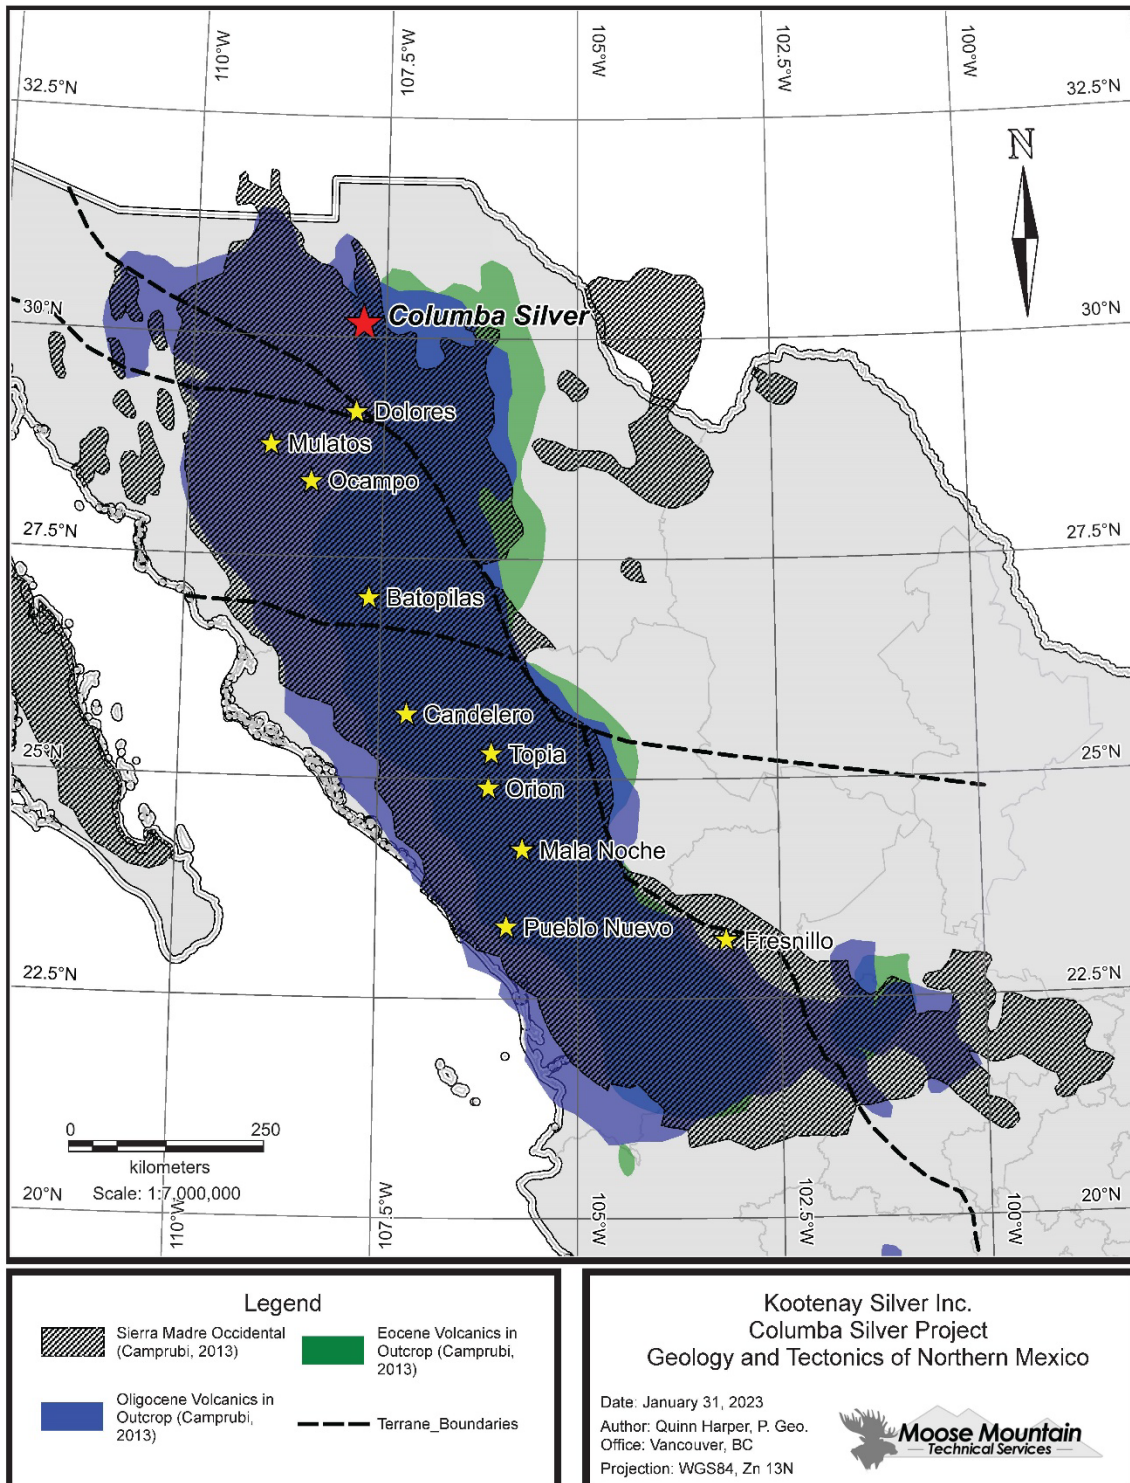 110°W
107.5°W
105°W
102.5°W
100°W
32.5°N
32.5°N
N
30°N
30°N
Columba Silver
Dolores
Mulatos
Ocampo
27.5°N
27.5°N
Batopilas
Candelero
Topia
25°N
25°N
Orion
Mala Noche
Pueblo Nuevo
Fresnillo
22.5°N
22.5°N
0 250
kilometers
Scale: 1:7,000,000
20°N
20°N
110°W
107.5°W
105°W
102.5°W
100°W
Legend
Sierra Madre Occidental
(Camprubi, 2013)
Eocene Volcanics in
Outcrop (Camprubi,
2013)
Oligocene Volcanics in
Outcrop (Camprubi,
2013)
Terrane_Boundaries
Kootenay Silver Inc.
Columba Silver Project
Geology and Tectonics of Northern Mexico
Date: January 31, 2023
Author: Quinn Harper, P. Geo.
Office: Vancouver, BC
Projection: WGS84, Zn 13N
Moose Mountain
Technical Services